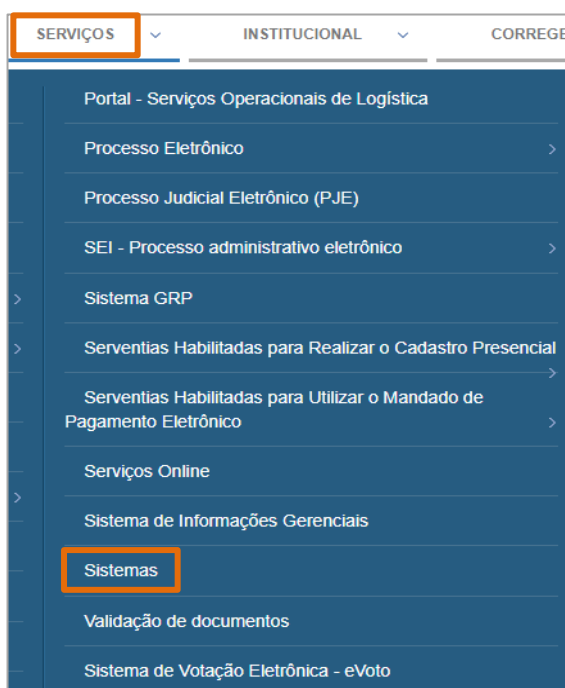 SERVIÇOS INSTITUCIONAL CORREGE
Portal - Serviços Operacionais de Logística
Processo Eletrônico
Processo Judicial Eletrônico (PJE)
SEI - Processo administrativo eletrônico
Sistema GRP
Serventias Habilitadas para Realizar o Cadastro Presencial
Serventias Habilitadas para Utilizar o Mandado de
Pagamento Eletrônico
Serviços Online
Sistema de Informações Gerenciais
Sistemas
Validação de documentos
Sistema de Votação Eletrônica - eVoto